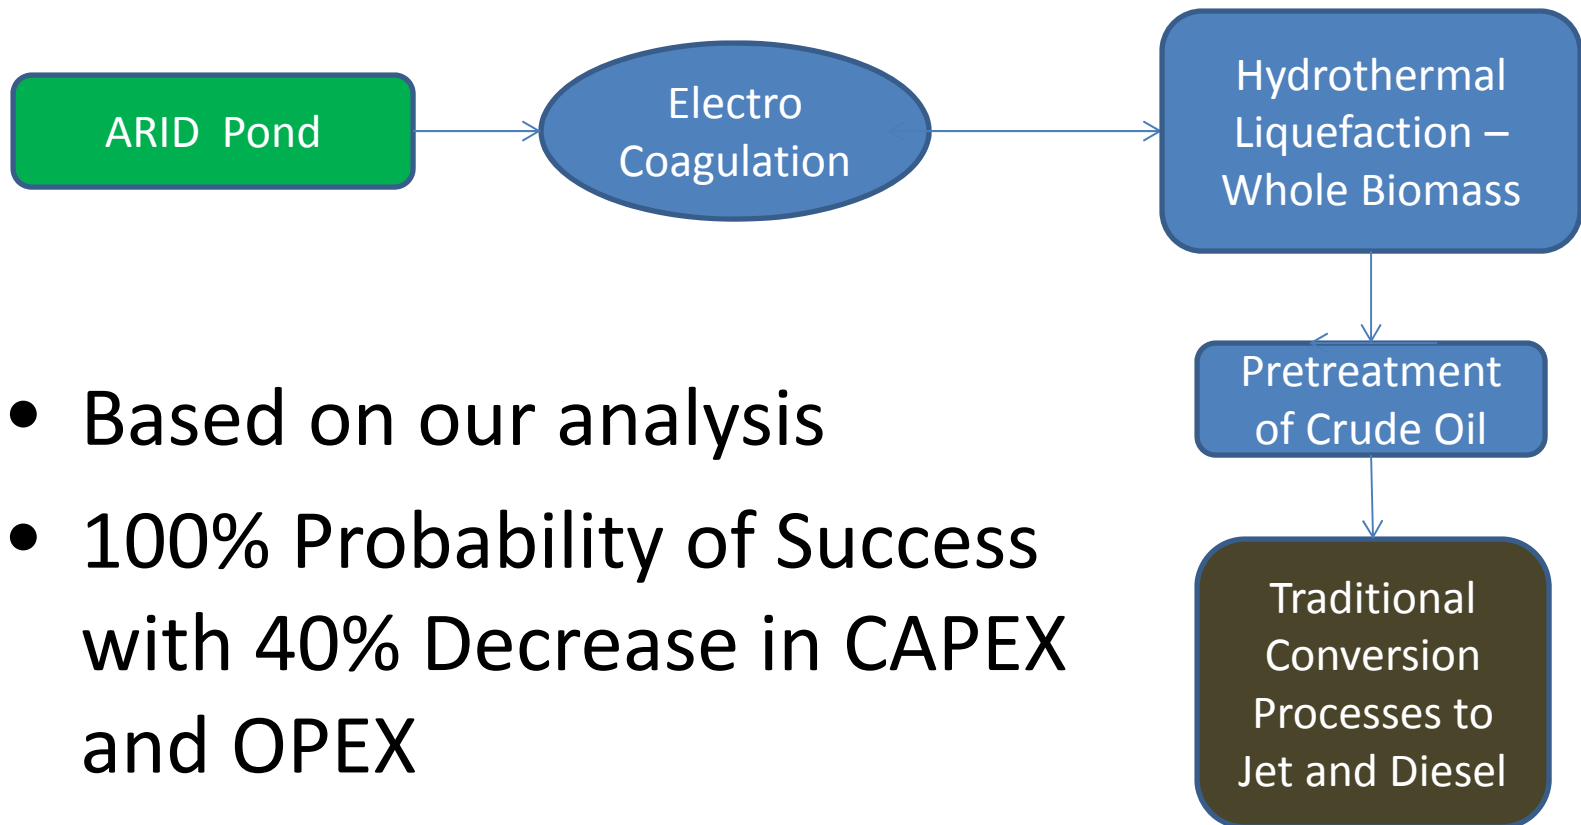 ARID Pond
Electro
Coagulation
Hydrothermal
Liquefaction –
Whole Biomass
Pretreatment
of Crude Oil
Traditional
Conversion
Processes to
Jet and Diesel
• Based on our analysis
• 100% Probability of Success
with 40% Decrease in CAPEX
and OPEX